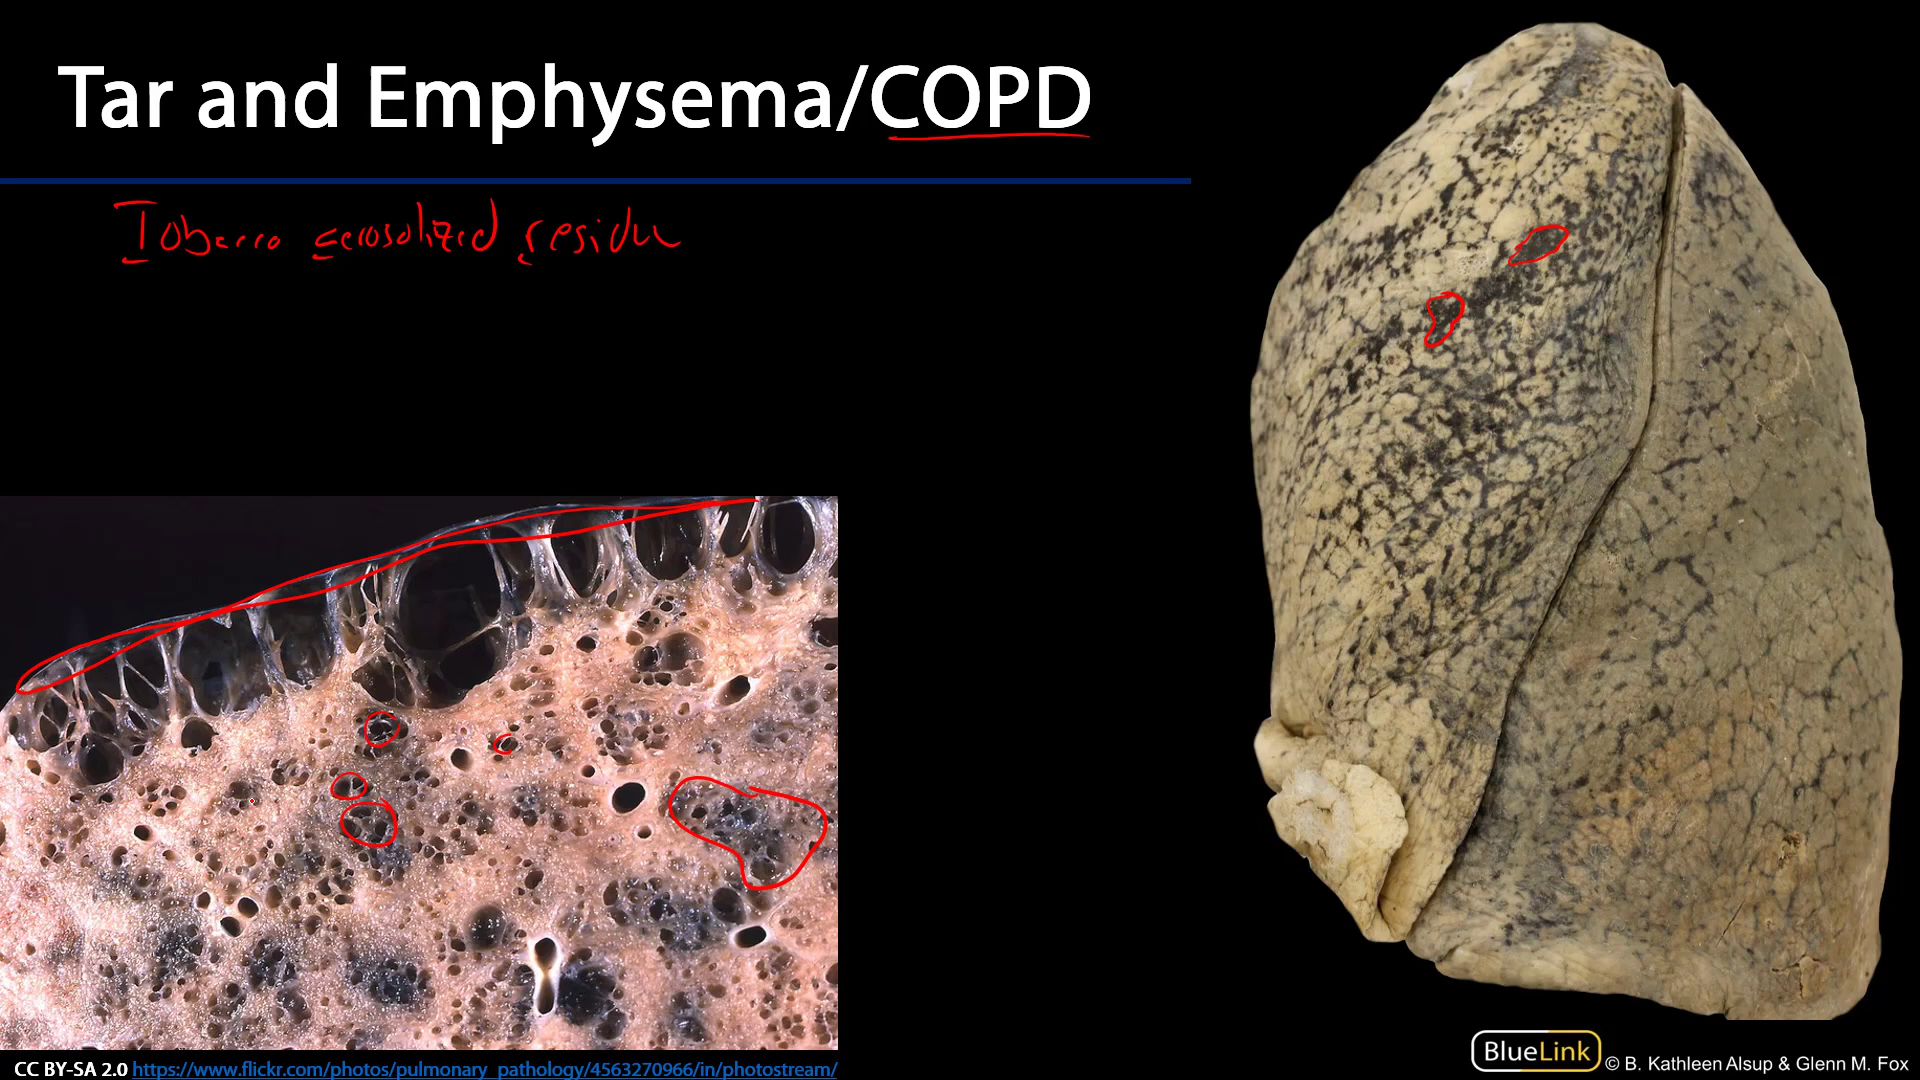 Tar and Emphysema/COPD
Tobacco aerosolized residue
CC BY-SA 2.0 https://www.flickr.com/photos/pulmonary_pathology/4563270966/in/photostream/
BlueLink © B. Kathleen Alsup & Glenn M. Fox